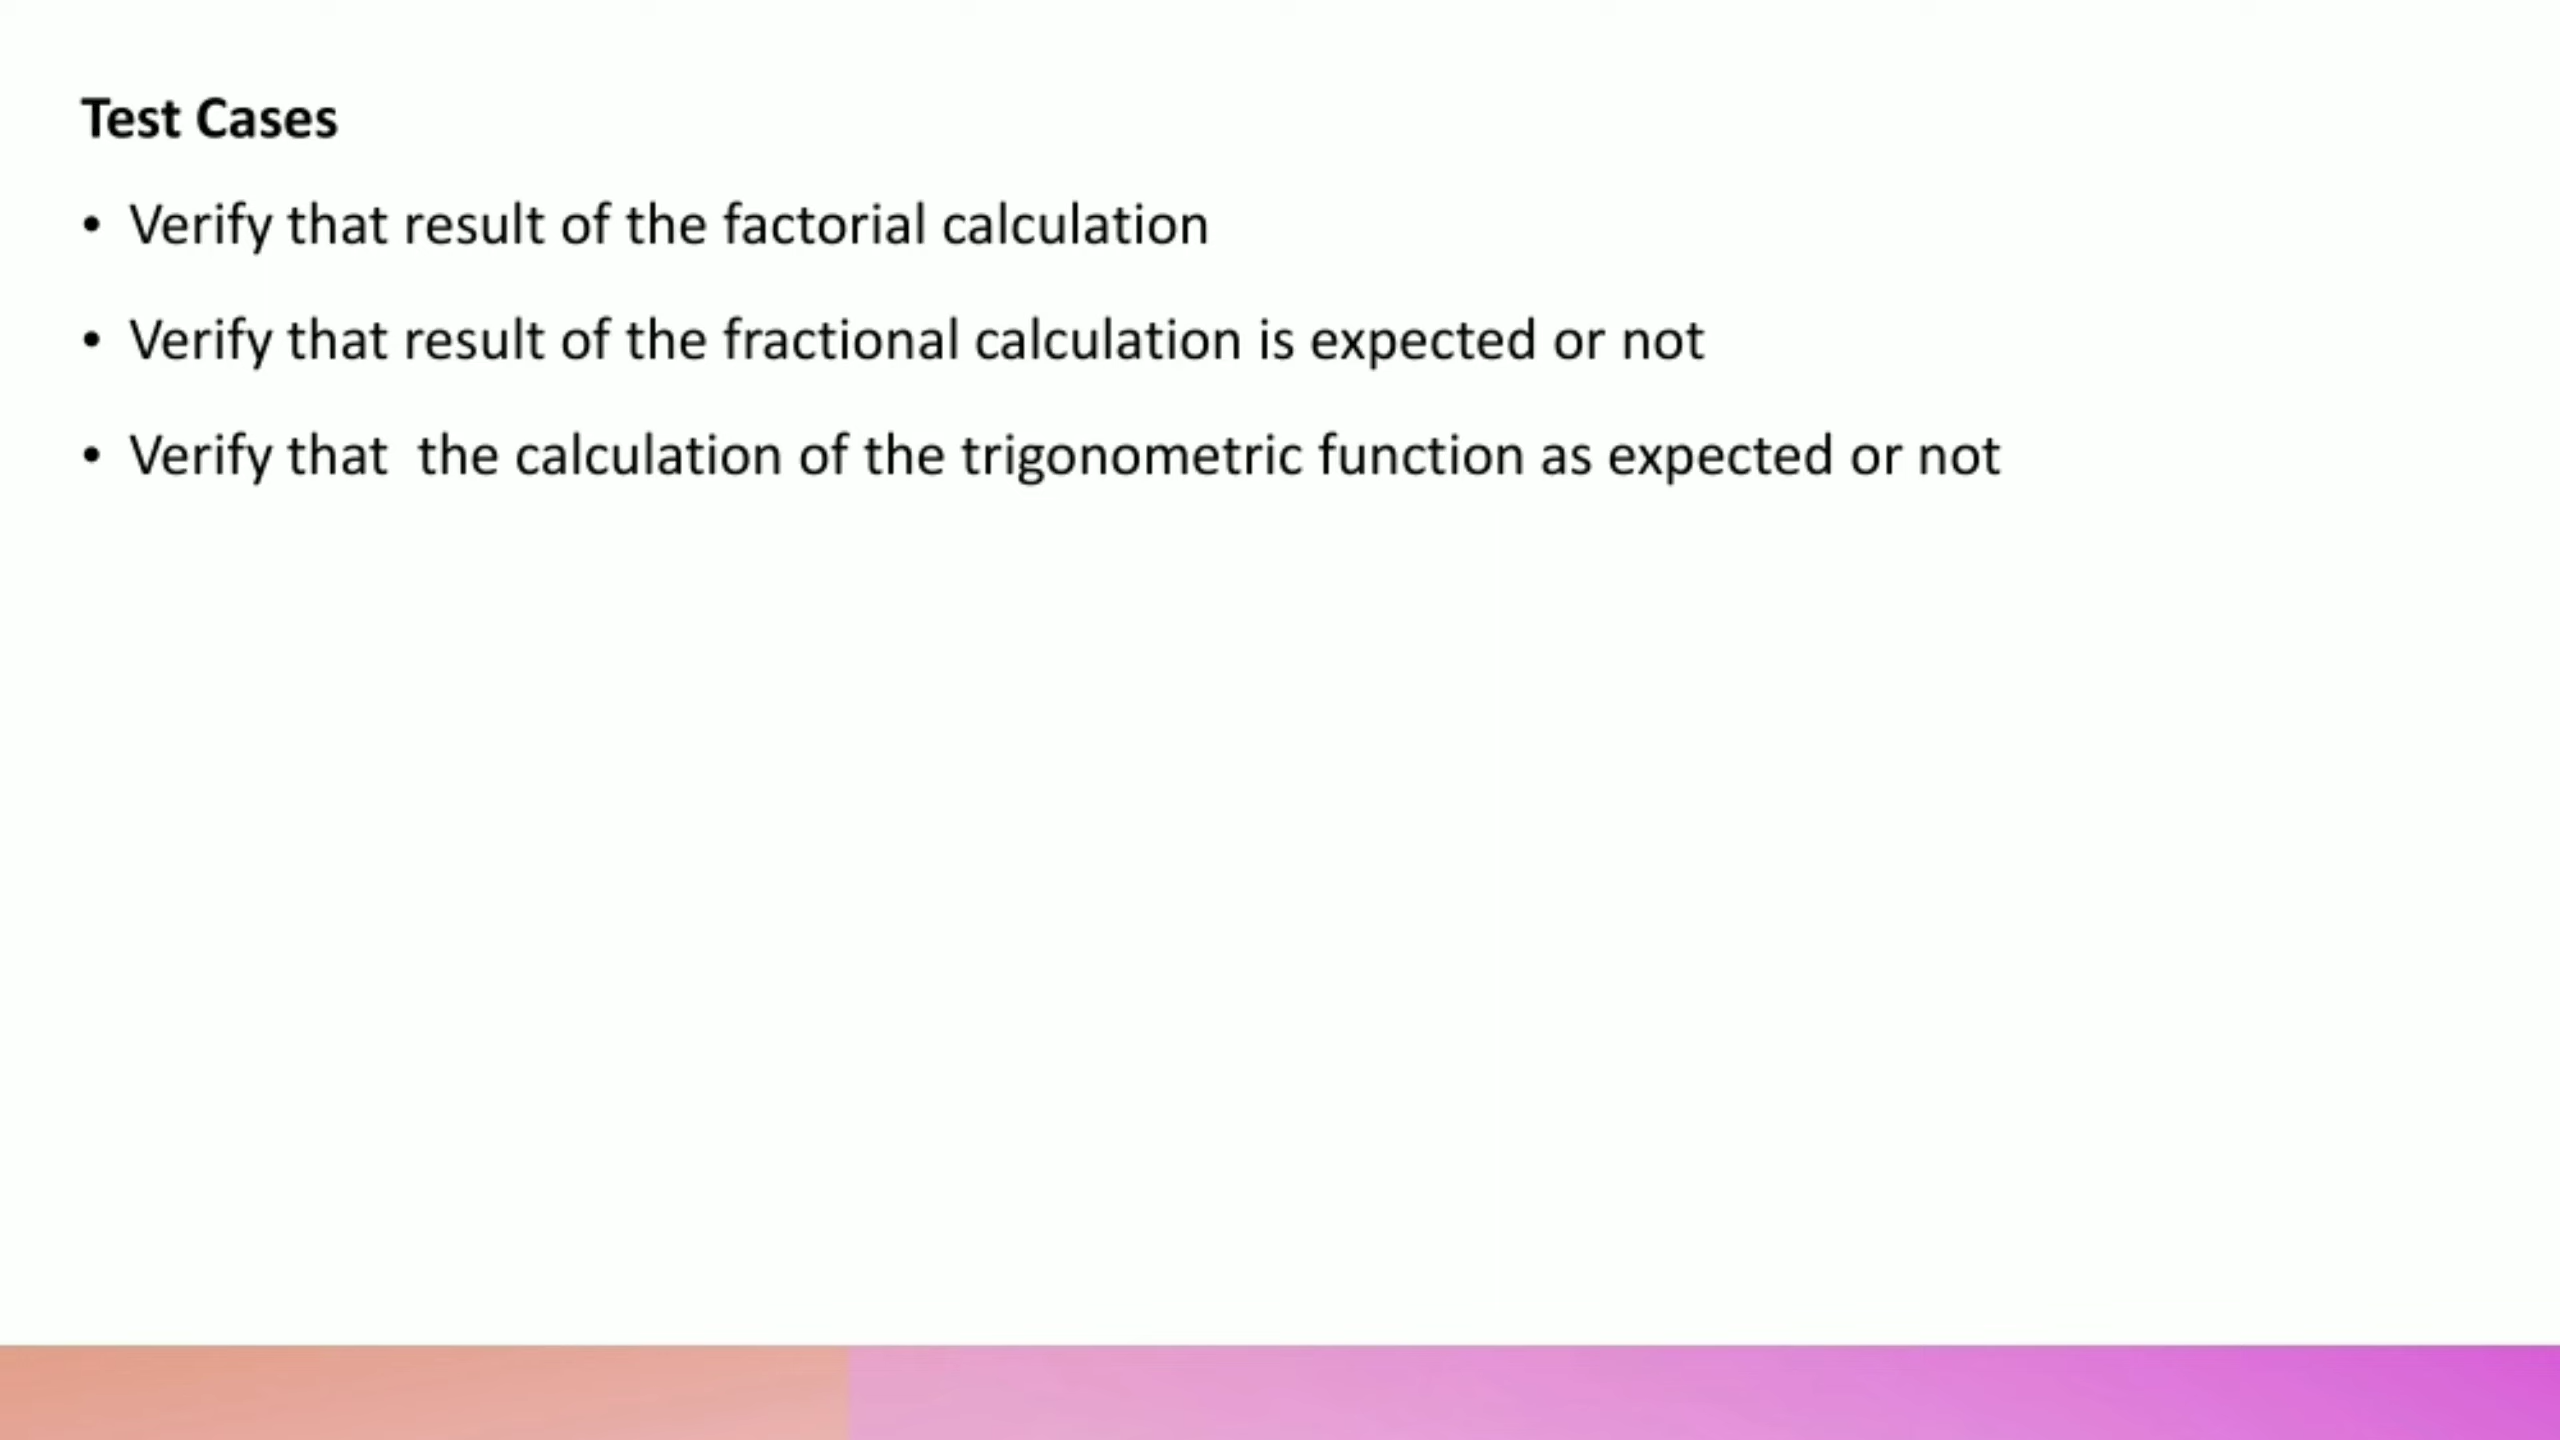 Test Cases
• Verify that result of the factorial calculation
• Verify that result of the fractional calculation is expected or not
• Verify that  the calculation of the trigonometric function as expected or not